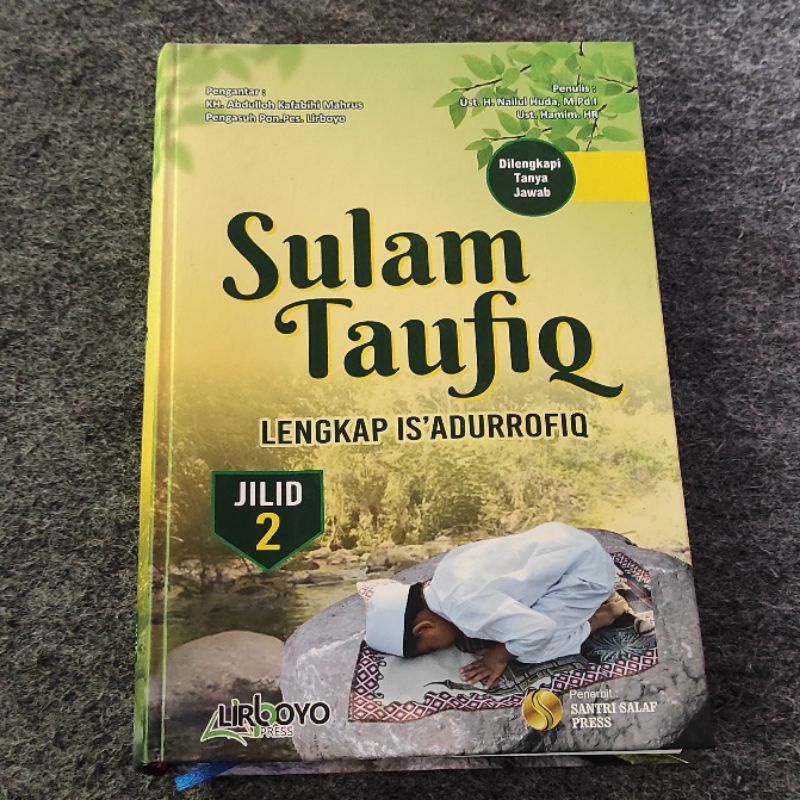 Pengantar :
KH. Abdulloh Kafabihi Mahrus
Pengasuh Pon.Pes. Lirboyo
Penulis :
Ust. H. Nailul Huda, M.Pd.I
Ust. Hamim. HR
Dilengkapi
Tanya
Jawab
Sulam
Taufiq
LENGKAP IS'ADURROFIQ
JILID
2
LIRBOYO
PRESS
Penerbit :
SANTRI SALAF
PRESS